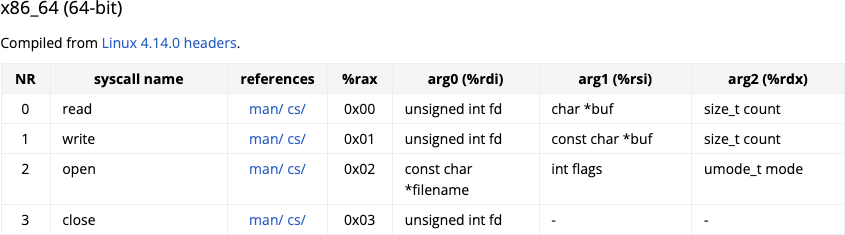 x86_64 (64-bit)
Compiled from Linux 4.14.0 headers.
NR syscall name references %rax arg0 (%rdi) arg1 (%rsi) arg2 (%rdx)
0 read man/ cs/ 0x00 unsigned int fd char *buf size_t count
1 write man/ cs/ 0x01 unsigned int fd const char *buf size_t count
2 open man/ cs/ 0x02 const char int flags umode_t mode
*filename
3 close man/ cs/ 0x03 unsigned int fd - -